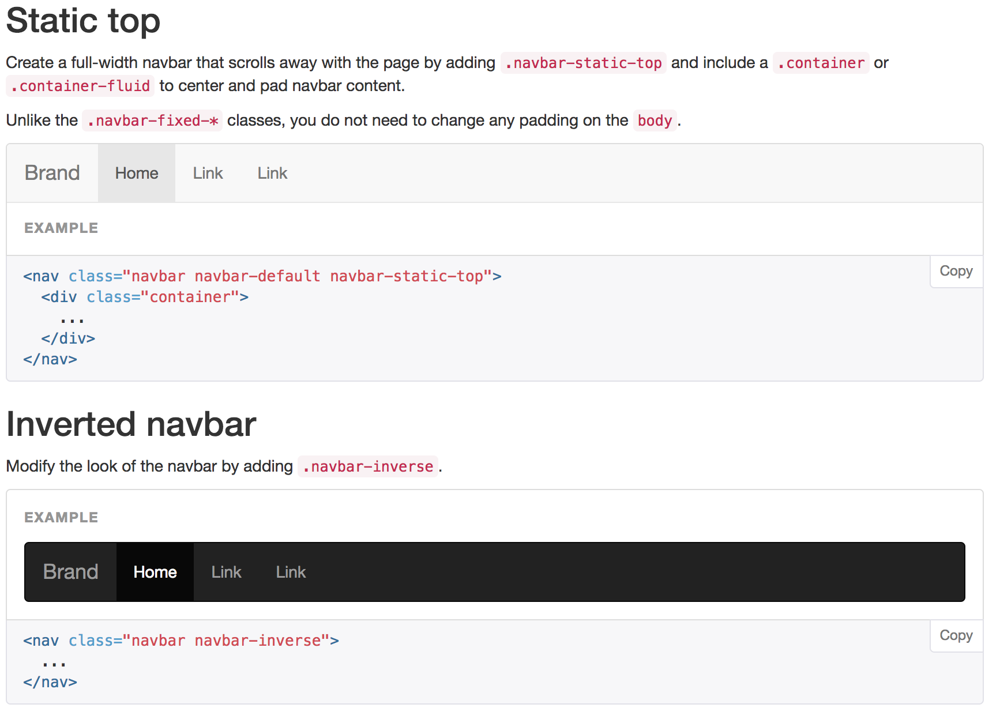 Static top
Create a full-width navbar that scrolls away with the page by adding .navbar-static-top and include a .container or
.container-fluid to center and pad navbar content.
Unlike the .navbar-fixed-* classes, you do not need to change any padding on the body.
Brand Home Link Link
EXAMPLE
Copy
<nav class="navbar navbar-default navbar-static-top">
  <div class="container">
    ...
  </div>
</nav>
Inverted navbar
Modify the look of the navbar by adding .navbar-inverse.
EXAMPLE
Brand Home Link Link
Copy
<nav class="navbar navbar-inverse">
  ...
</nav>